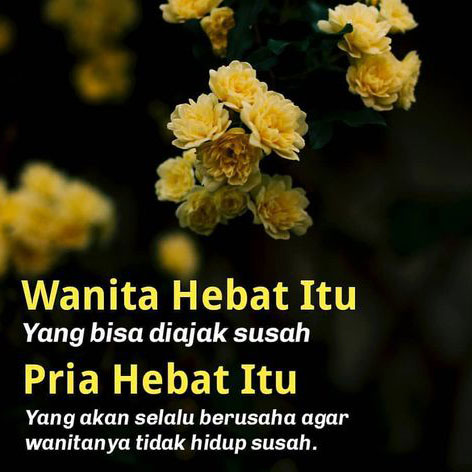 Wanita Hebat Itu
Yang bisa diajak susah
Pria Hebat Itu
Yang akan selalu berusaha agar
wanitanya tidak hidup susah.